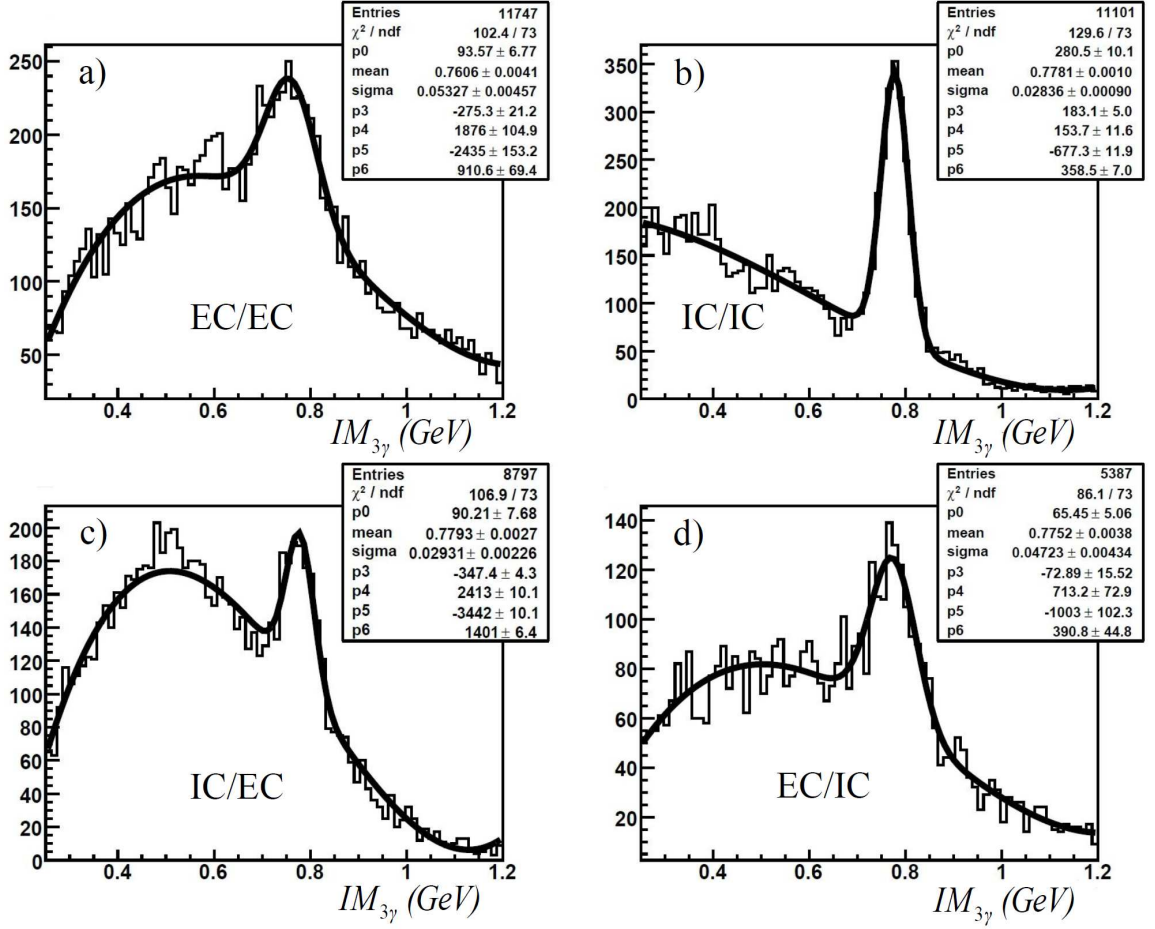 a)
Entries 11747
χ² / ndf 102.4 / 73
p0 93.57 ± 6.77
mean 0.7606 ± 0.0041
sigma 0.05327 ± 0.00457
p3 -275.3 ± 21.2
p4 1876 ± 104.9
p5 -2435 ± 153.2
p6 910.6 ± 69.4
250
200
150
100
50
EC/EC
0.4 0.6 0.8 1 1.2
IM3γ (GeV)
b)
Entries 11101
χ² / ndf 129.6 / 73
p0 280.5 ± 10.1
mean 0.7781 ± 0.0010
sigma 0.02836 ± 0.00090
p3 183.1 ± 5.0
p4 153.7 ± 11.6
p5 -677.3 ± 11.9
p6 358.5 ± 7.0
350
300
250
200
150
100
50
0
IC/IC
0.4 0.6 0.8 1 1.2
IM3γ (GeV)
c)
Entries 8797
χ² / ndf 106.9 / 73
p0 90.21 ± 7.68
mean 0.7793 ± 0.0027
sigma 0.02931 ± 0.00226
p3 -347.4 ± 4.3
p4 2413 ± 10.1
p5 -3442 ± 10.1
p6 1401 ± 6.4
200
180
160
140
120
100
80
60
40
20
0
IC/EC
0.4 0.6 0.8 1 1.2
IM3γ (GeV)
d)
Entries 5387
χ² / ndf 86.1 / 73
p0 65.45 ± 5.06
mean 0.7752 ± 0.0038
sigma 0.04723 ± 0.00434
p3 -72.89 ± 15.52
p4 713.2 ± 72.9
p5 -1003 ± 102.3
p6 390.8 ± 44.8
140
120
100
80
60
40
20
EC/IC
0.4 0.6 0.8 1 1.2
IM3γ (GeV)